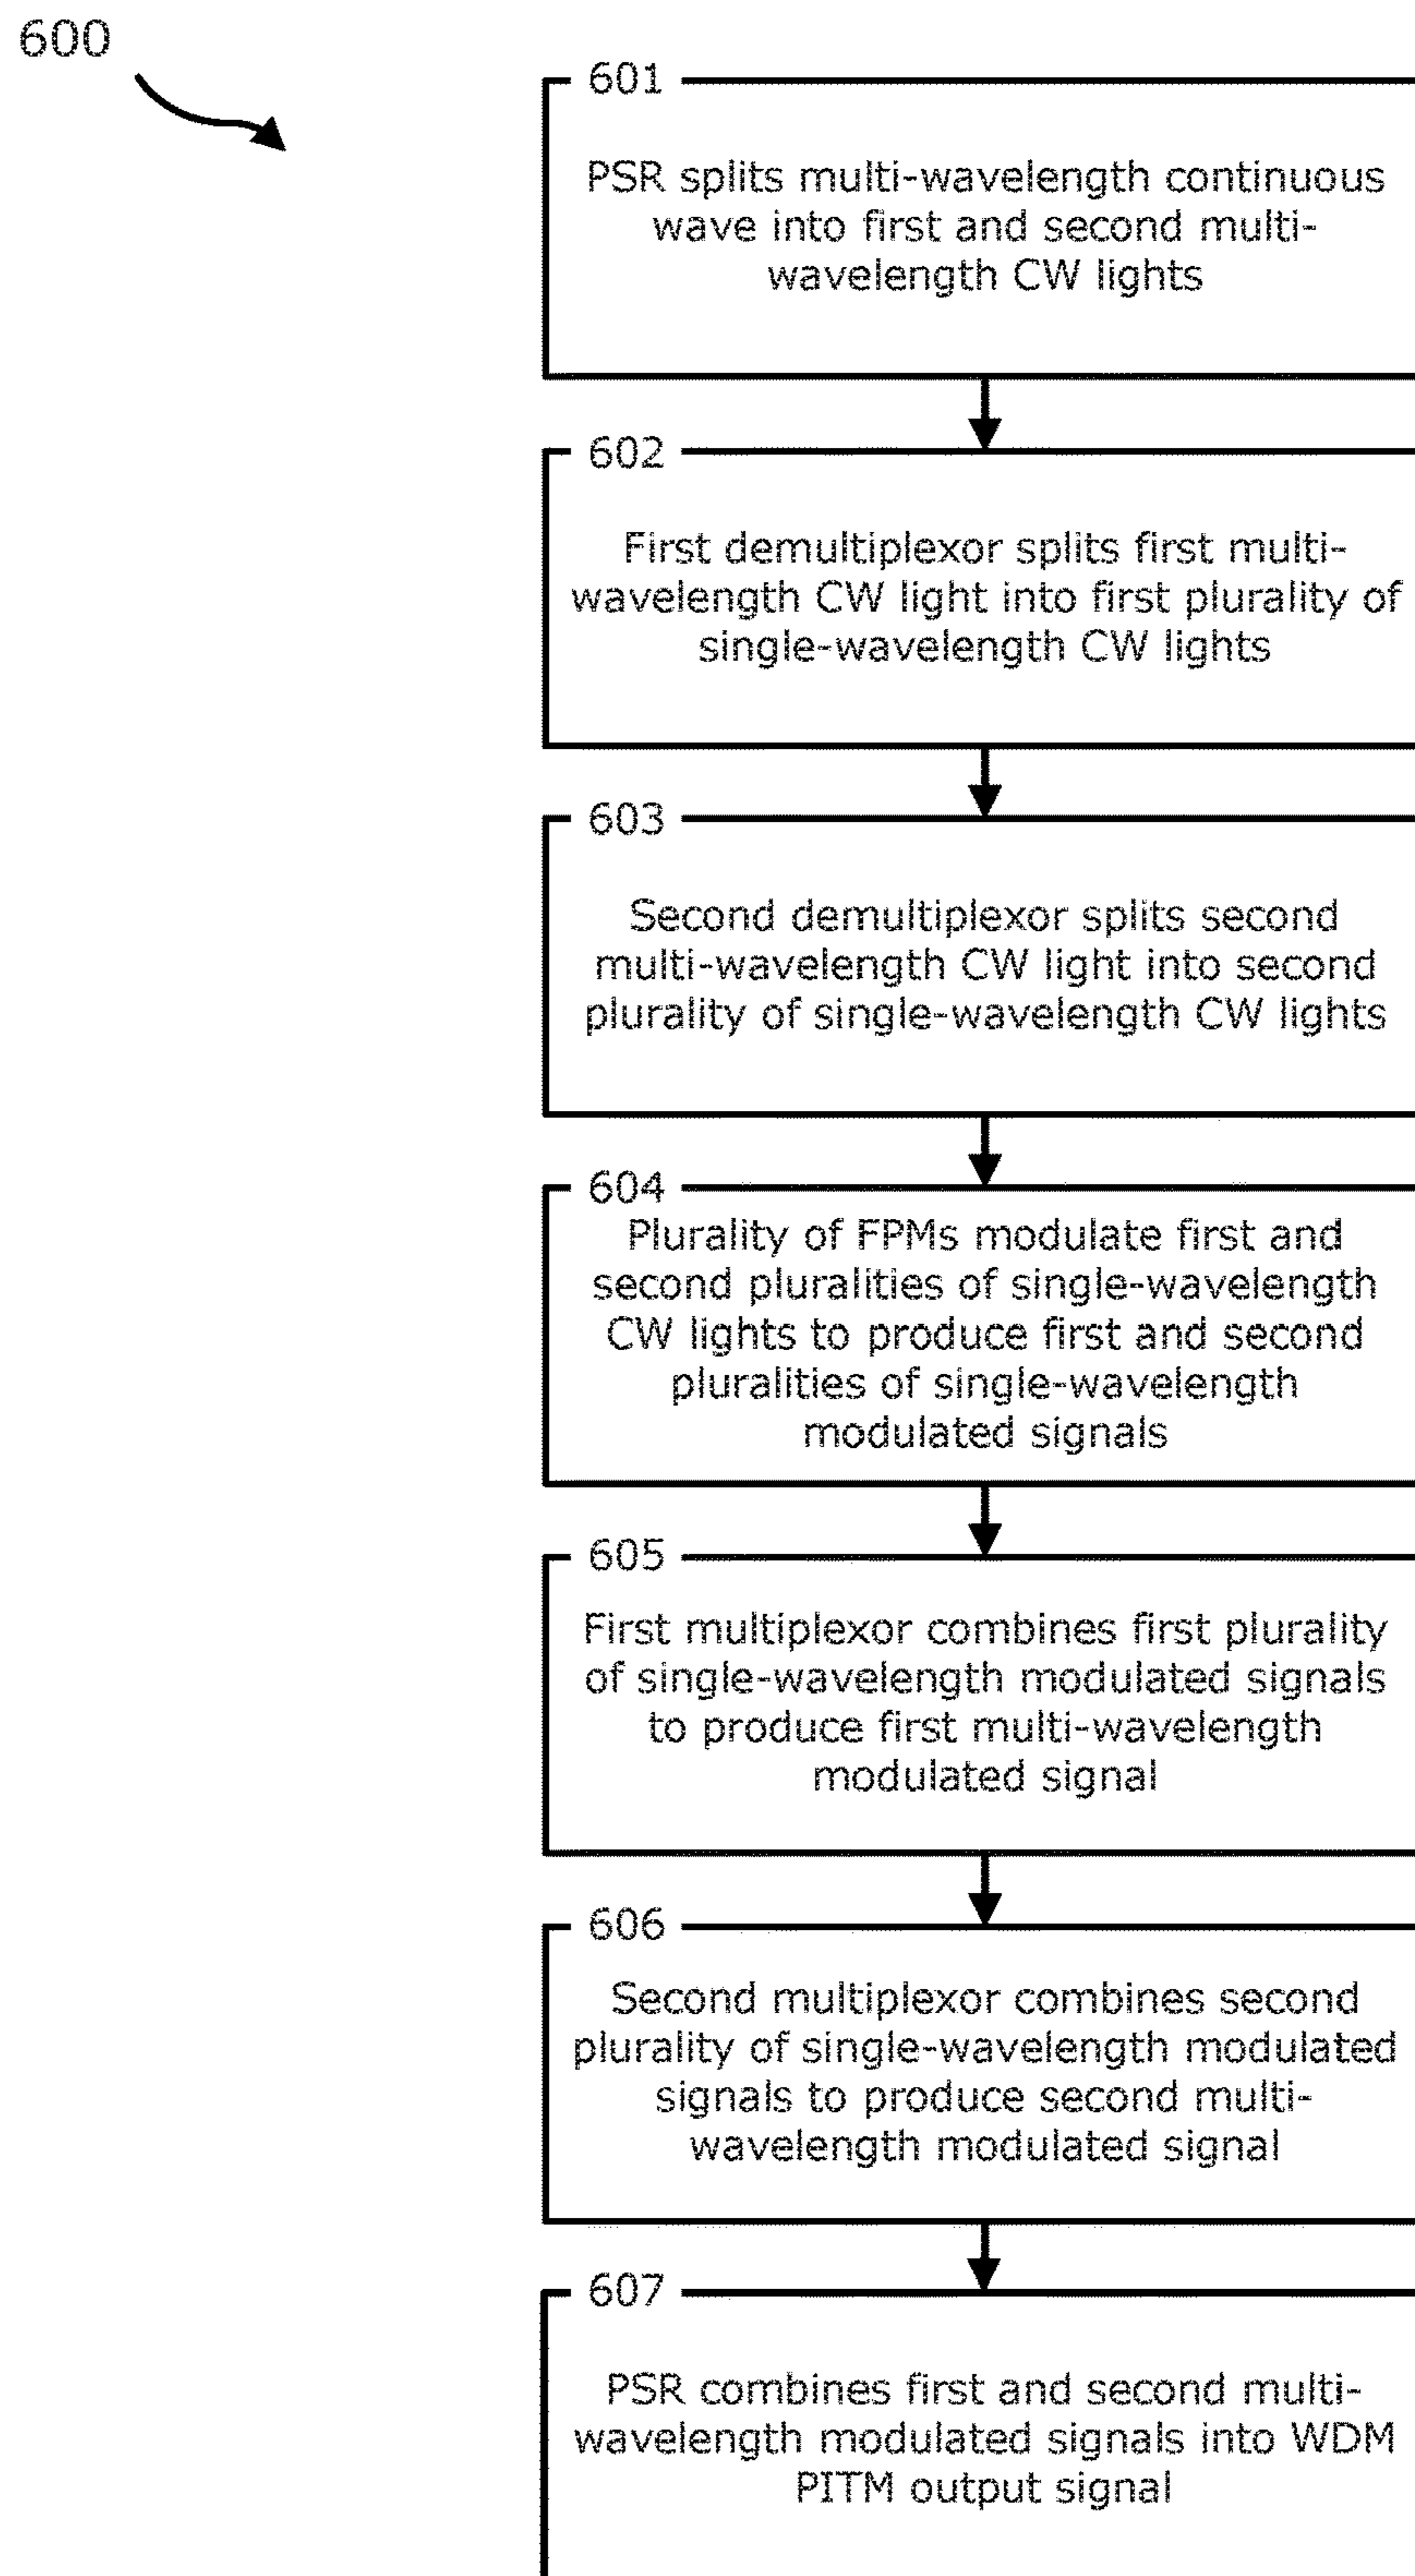 600
601
PSR splits multi-wavelength continuous
wave into first and second multi-
wavelength CW lights
602
First demultiplexor splits first multi-
wavelength CW light into first plurality of
single-wavelength CW lights
603
Second demultiplexor splits second
multi-wavelength CW light into second
plurality of single-wavelength CW lights
604
Plurality of FPMs modulate first and
second pluralities of single-wavelength
CW lights to produce first and second
pluralities of single-wavelength
modulated signals
605
First multiplexor combines first plurality
of single-wavelength modulated signals
to produce first multi-wavelength
modulated signal
606
Second multiplexor combines second
plurality of single-wavelength modulated
signals to produce second multi-
wavelength modulated signal
607
PSR combines first and second multi-
wavelength modulated signals into WDM
PITM output signal